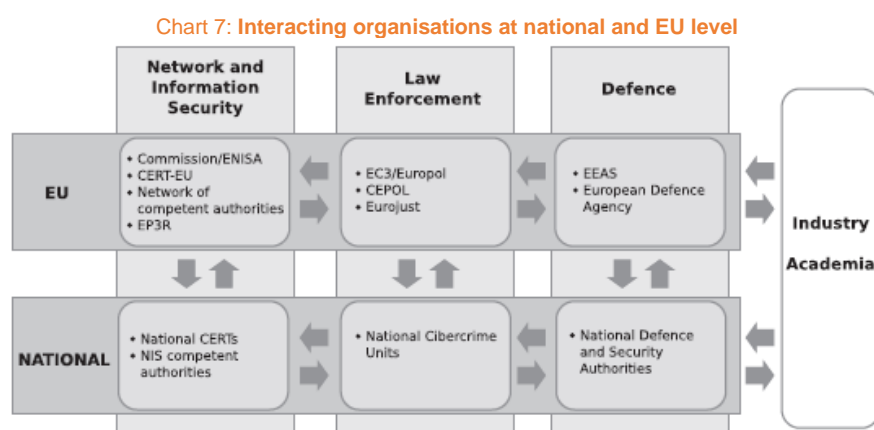 Chart 7: Interacting organisations at national and EU level
Network and
Information
Security
Law
Enforcement
Defence
EU
• Commission/ENISA
• CERT-EU
• Network of
competent authorities
• EP3R
• EC3/Europol
• CEPOL
• Eurojust
• EEAS
• European Defence
Agency
Industry
Academia
NATIONAL
• National CERTs
• NIS competent
authorities
• National Cibercrime
Units
• National Defence
and Security
Authorities